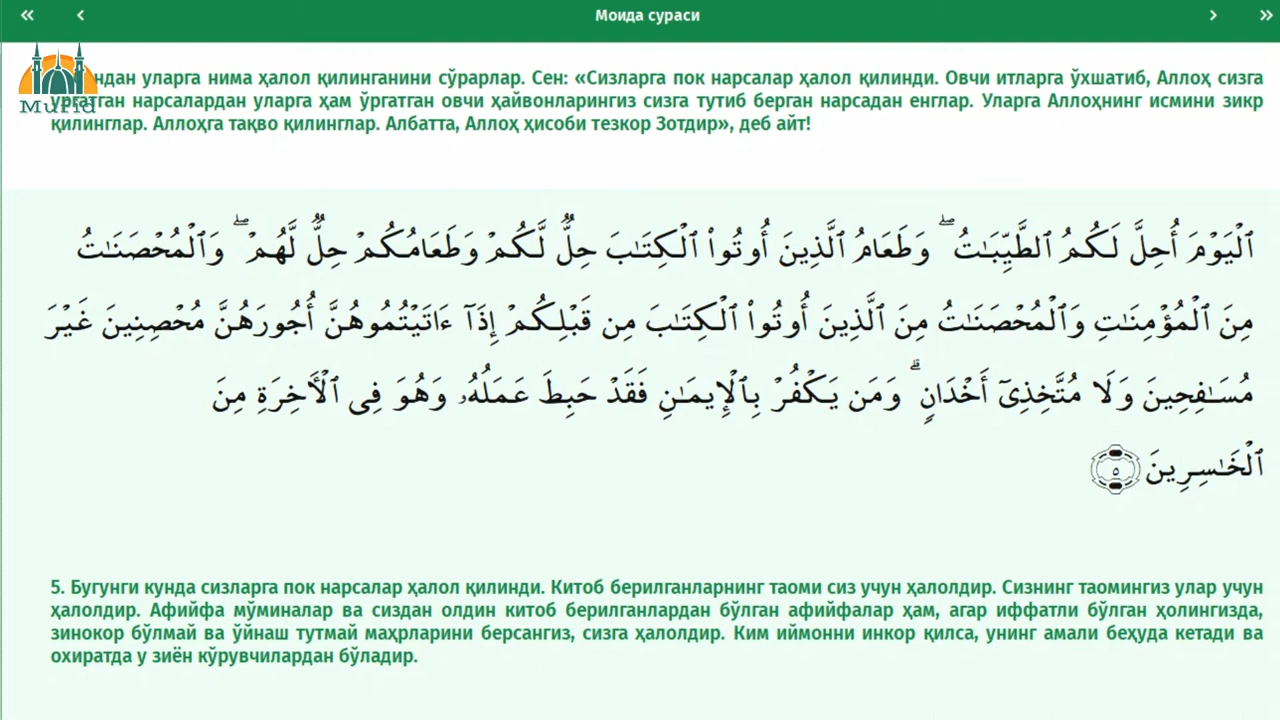 Моида сураси
уларга нима ҳалол қилинганини сўрарлар. Сен: «Сизларга пок нарсалар ҳалол қилинди. Овчи итларга ўхшатиб, Аллоҳ сизга
ўргатган нарсалардан уларга ҳам ўргатган овчи ҳайвонларингиз сизга тутиб берган нарсадан енглар. Уларга Аллоҳнинг исмини зикр
қилинглар. Аллоҳга тақво қилинглар. Албатта, Аллоҳ ҳисоби тезкор Зотдир», деб айт!
Murid
ٱلْيَوْمَ أُحِلَّ لَكُمُ ٱلطَّيِّبَـٰتُ ۖ وَطَعَامُ ٱلَّذِينَ أُوتُوا۟ ٱلْكِتَـٰبَ حِلٌّۭ لَّكُمْ وَطَعَامُكُمْ حِلٌّۭ لَّهُمْ ۖ وَٱلْمُحْصَنَـٰتُ
مِنَ ٱلْمُؤْمِنَـٰتِ وَٱلْمُحْصَنَـٰتُ مِنَ ٱلَّذِينَ أُوتُوا۟ ٱلْكِتَـٰبَ مِن قَبْلِكُمْ إِذَآ ءَاتَيْتُمُوهُنَّ أُجُورَهُنَّ مُحْصِنِينَ غَيْرَ
مُسَـٰفِحِينَ وَلَا مُتَّخِذِىٓ أَخْدَانٍۢ ۗ وَمَن يَكْفُرْ بِٱلْإِيمَـٰنِ فَقَدْ حَبِطَ عَمَلُهُۥ وَهُوَ فِى ٱلْـَٔاخِرَةِ مِنَ
ٱلْخَـٰسِرِينَ ٥
5. Бугунги кунда сизларга пок нарсалар ҳалол қилинди. Китоб берилганларнинг таоми сиз учун ҳалолдир. Сизнинг таомингиз улар учун
ҳалолдир. Афийфа мўминалар ва сиздан олдин китоб берилганлардан бўлган афийфалар ҳам, агар иффатли бўлган ҳолингизда,
зинокор бўлмай ва ўйнаш тутмай маҳрларини берсангиз, сизга ҳалолдир. Ким иймонни инкор қилса, унинг амали беҳуда кетади ва
охиратда у зиён кўрувчилардан бўладир.